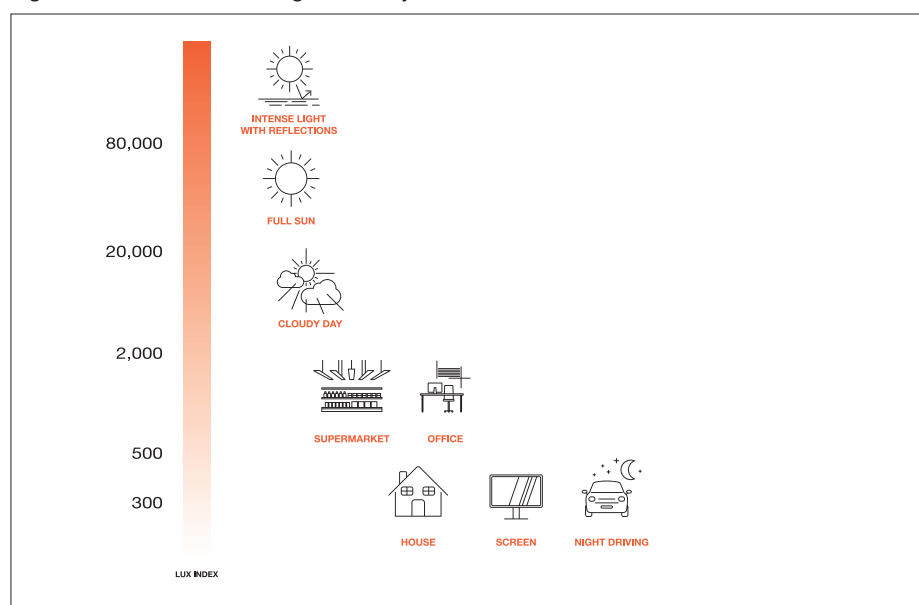 INTENSE LIGHT
WITH REFLECTIONS
80,000
FULL SUN
20,000
CLOUDY DAY
2,000
SUPERMARKET
OFFICE
500
300
HOUSE
SCREEN
NIGHT DRIVING
LUX INDEX